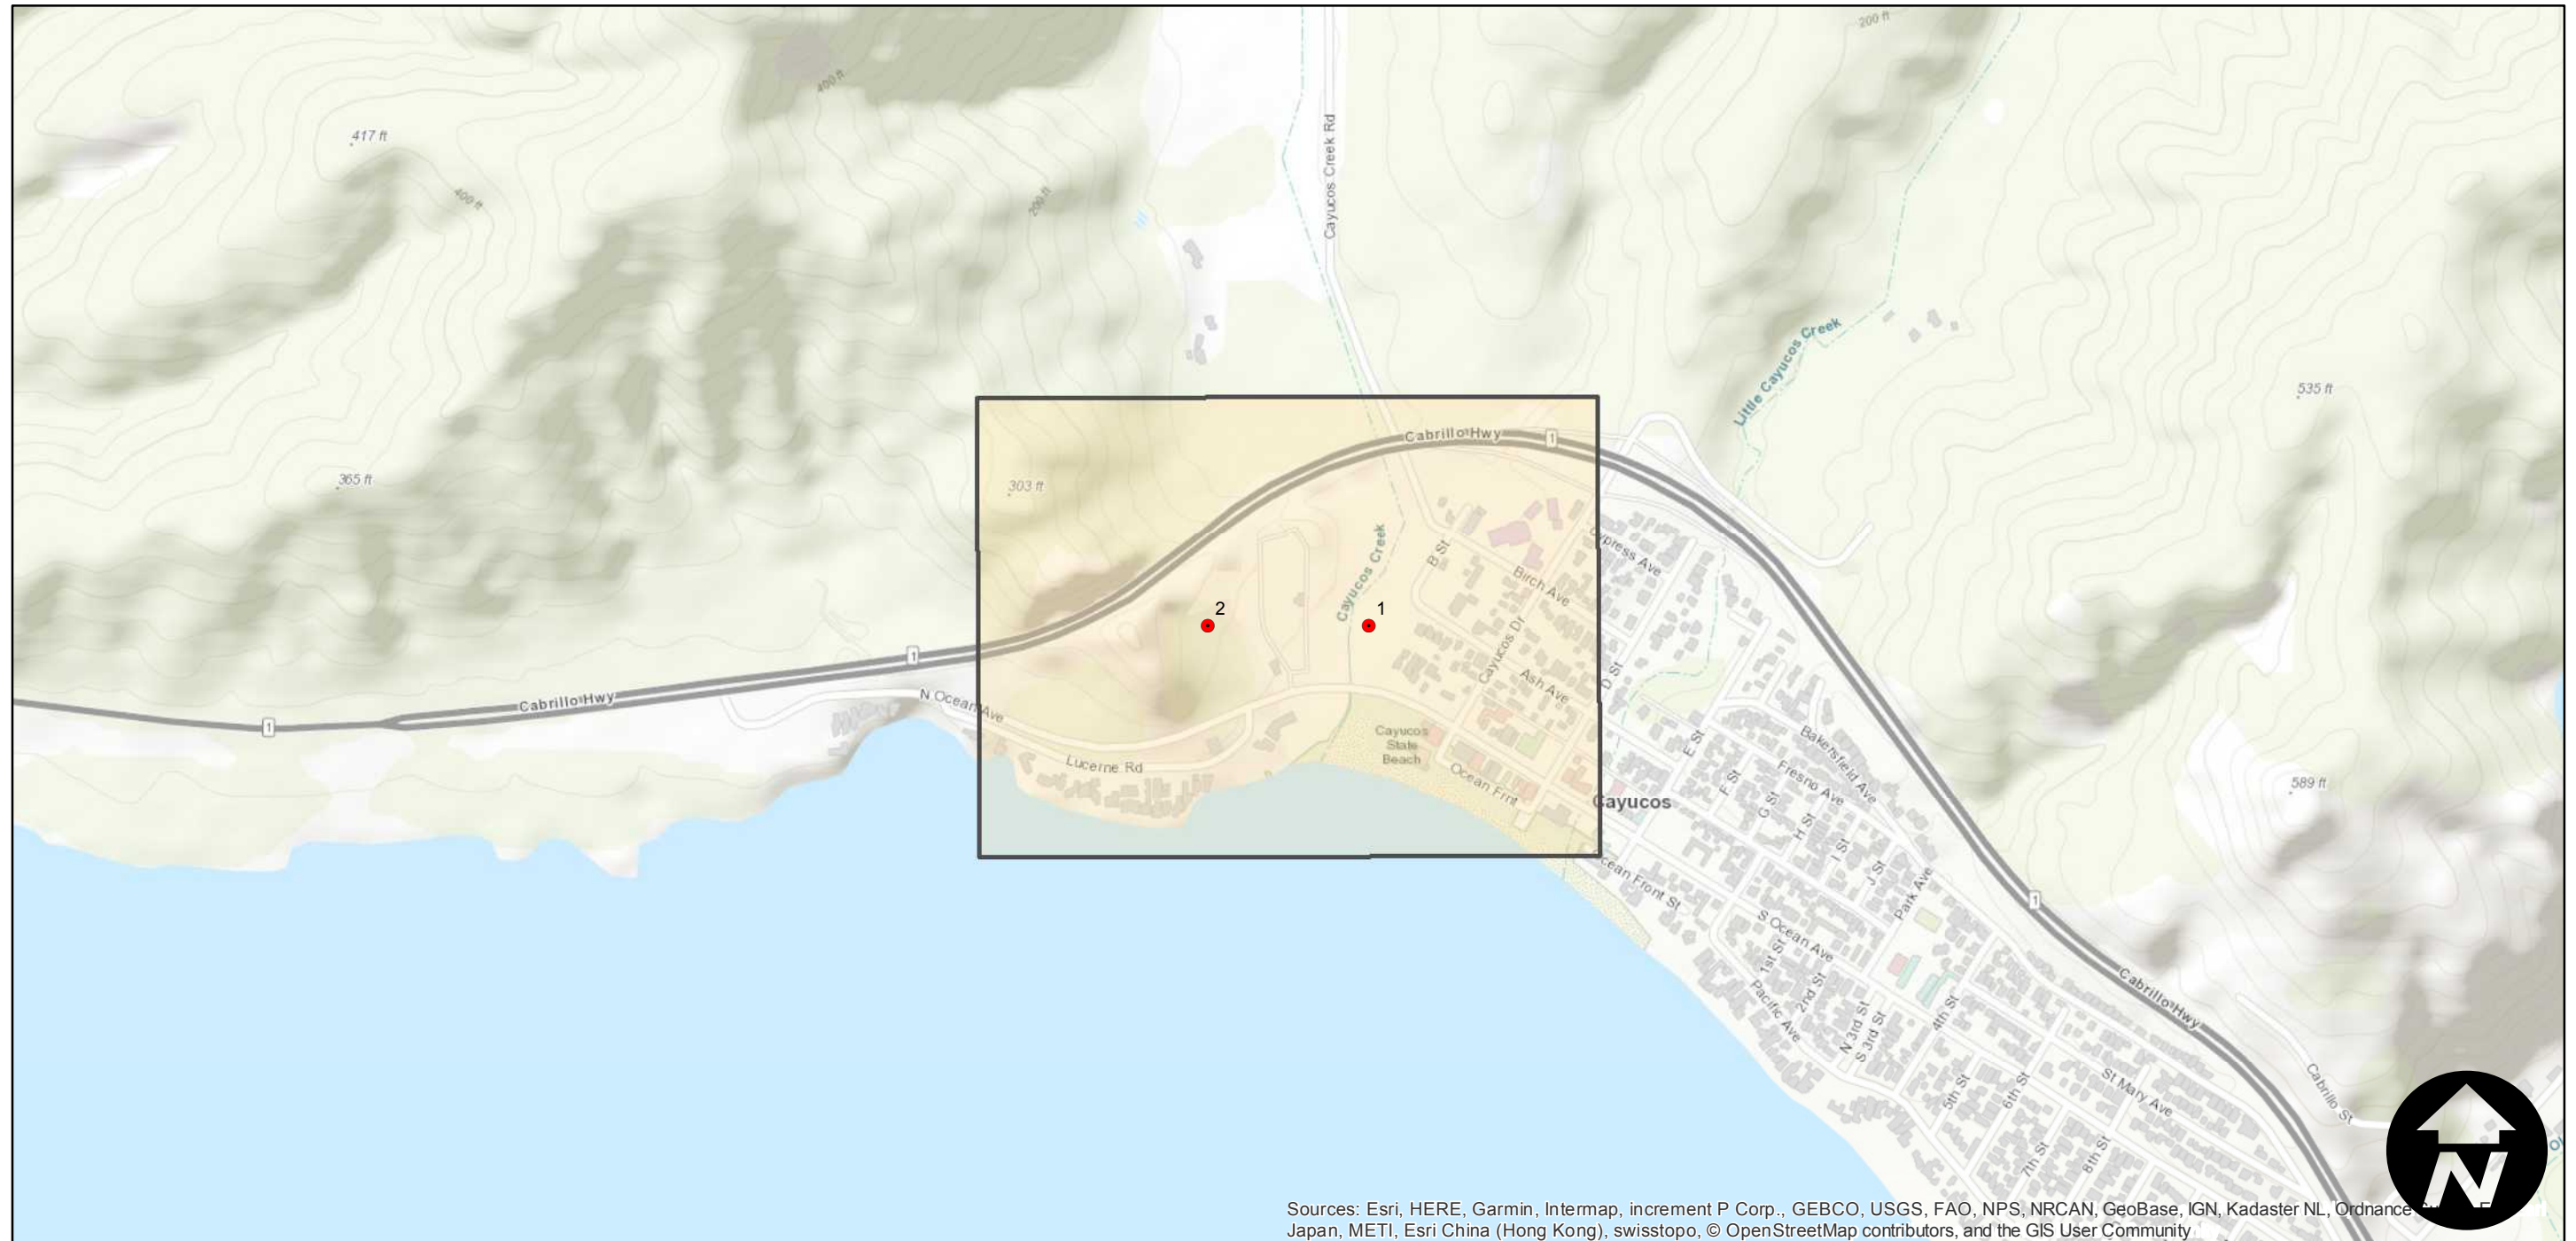 200 ft
400 ft
417 ft
400 ft
200 ft
Cayucos Creek Rd
Little Cayucos Creek
535 ft
Cabrillo Hwy
1
365 ft
303 ft
Cayucos Creek
B St
Cypress Ave
Birch Ave
2
1
1
Cayucos Dr
D St
Ash Ave
N Ocean Ave
Cabrillo Hwy
1
Cayucos
State
Beach
E St
Bakersfield Ave
Lucerne Rd
Ocean Frnt
Fresno Ave
F St
589 ft
Cayucos
G St
H St
I St
J St
Park Ave
1
Ocean Front St
S Ocean Ave
1st St
2nd St
Pacific Ave
N 3rd St
S 3rd St
4th St
Cabrillo Hwy
Cabrillo St
5th St
6th St
St Mary Ave
7th St
8th St
N
Sources: Esri, HERE, Garmin, Intermap, increment P Corp., GEBCO, USGS, FAO, NPS, NRCAN, GeoBase, IGN, Kadaster NL, Ordnance
Japan, METI, Esri China (Hong Kong), swisstopo, © OpenStreetMap contributors, and the GIS User Community